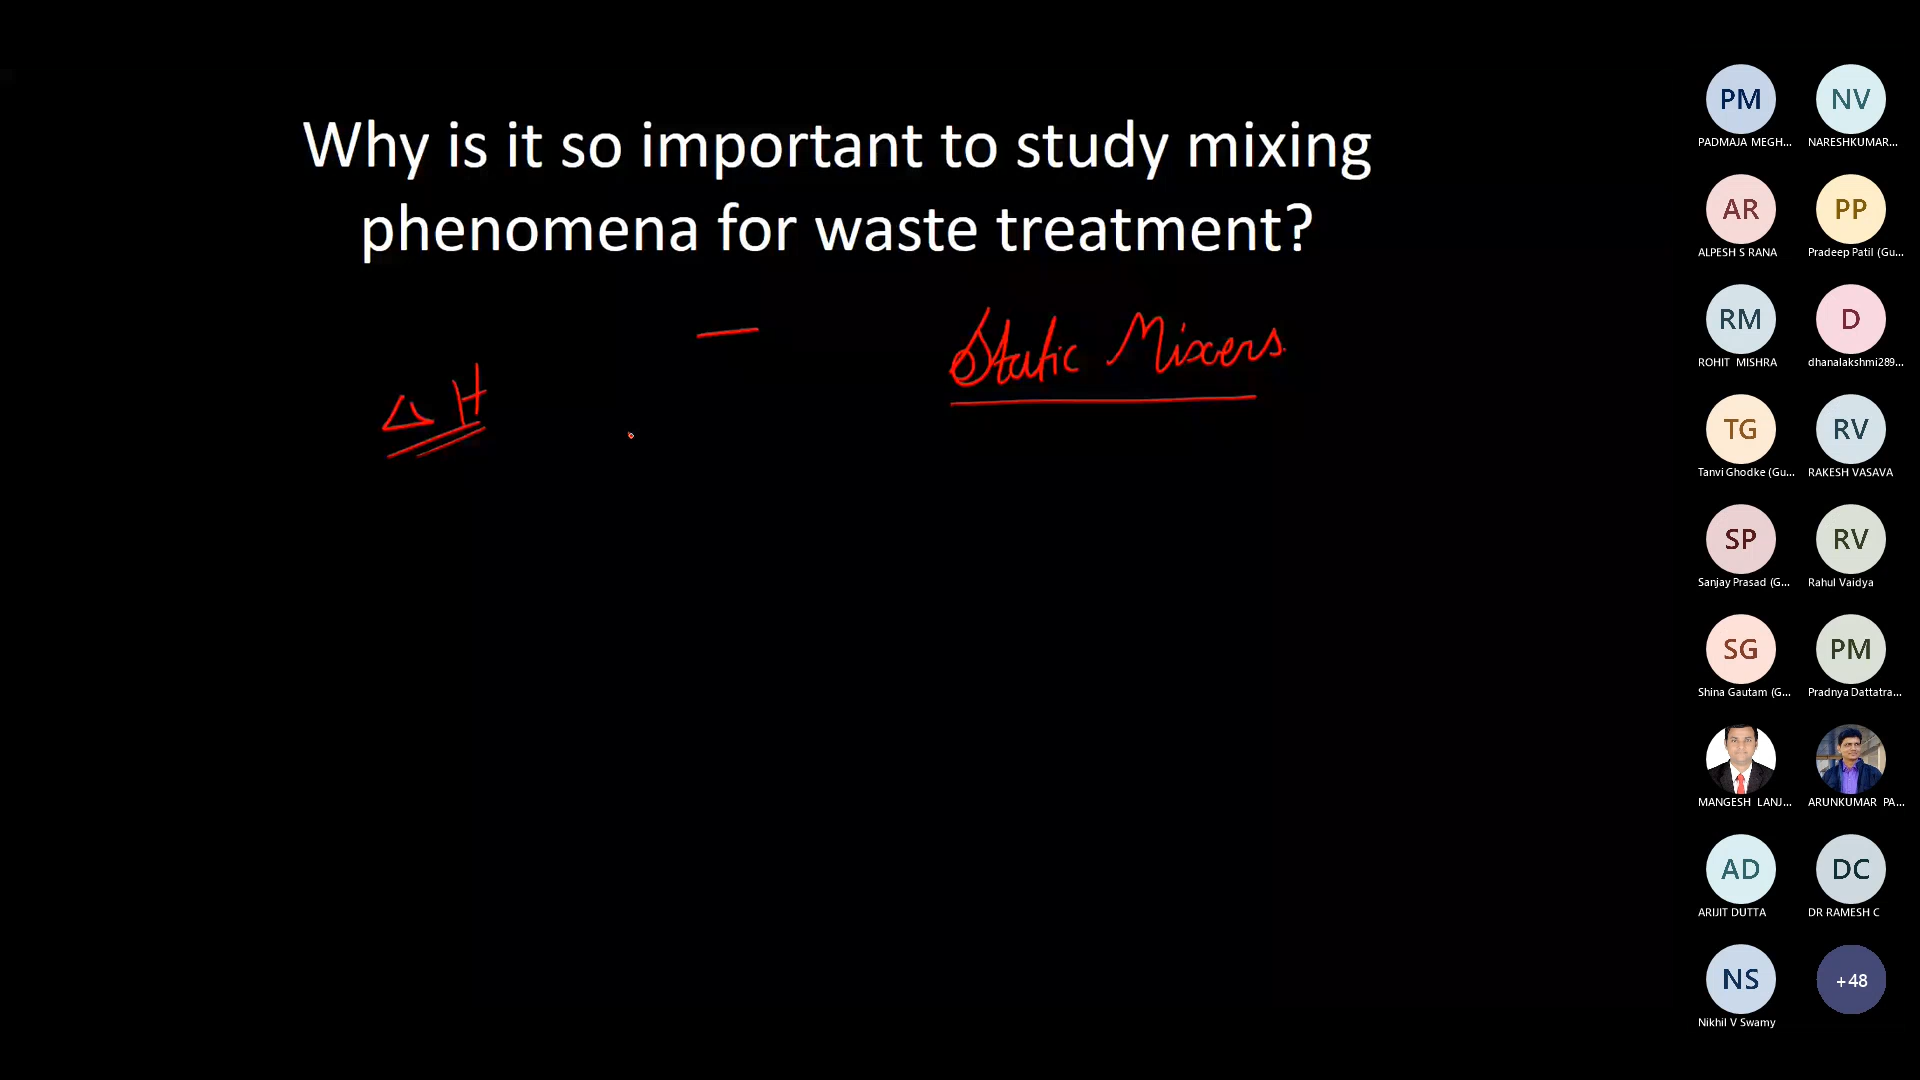 Why is it so important to study mixing
phenomena for waste treatment?
Static Mixers.
Δ H
PM
NV
PADMAJA MEGH...
NARESHKUMAR...
AR
PP
ALPESH S RANA
Pradeep Patil (Gu...
RM
D
ROHIT MISHRA
dhanalakshmi289...
TG
RV
Tanvi Ghodke (Gu...
RAKESH VASAVA
SP
RV
Sanjay Prasad (G...
Rahul Vaidya
SG
PM
Shina Gautam (G...
Pradnya Dattatra...
MANGESH LANJ...
ARUNKUMAR PA...
AD
DC
ARIJIT DUTTA
DR RAMESH C
NS
+48
Nikhil V Swamy